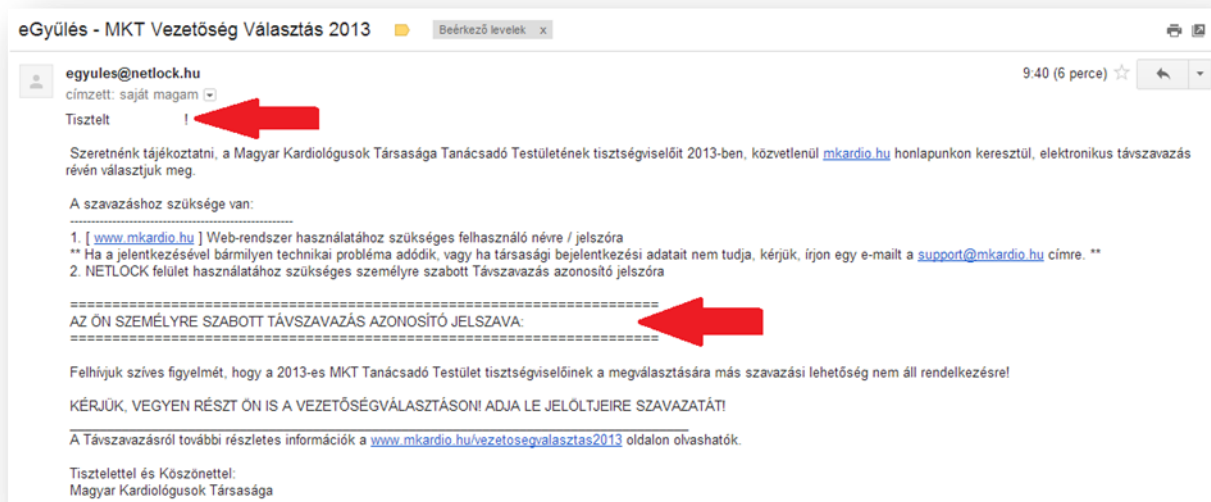 eGyűlés - MKT Vezetőség Választás 2013 Beérkező levelek x
egyules@netlock.hu 9:40 (6 perce)
címzett: saját magam
Tisztelt !
Szeretnénk tájékoztatni, a Magyar Kardiológusok Társasága Tanácsadó Testületének tisztségviselőit 2013-ben, közvetlenül mkardio.hu honlapunkon keresztül, elektronikus távszavazás
révén választjuk meg.
A szavazáshoz szüksége van:
-----------------------------------------------------
1. [ www.mkardio.hu ] Web-rendszer használatához szükséges felhasználó névre / jelszóra
** Ha a jelentkezésével bármilyen technikai probléma adódik, vagy ha társasági bejelentkezési adatait nem tudja, kérjük, írjon egy e-mailt a support@mkardio.hu címre. **
2. NETLOCK felület használatához szükséges személyre szabott Távszavazás azonosító jelszóra
======================================================================
AZ ÖN SZEMÉLYRE SZABOTT TÁVSZAVAZÁS AZONOSÍTÓ JELSZAVA:
======================================================================
Felhívjuk szíves figyelmét, hogy a 2013-es MKT Tanácsadó Testület tisztségviselőinek a megválasztására más szavazási lehetőség nem áll rendelkezésre!
KÉRJÜK, VEGYEN RÉSZT ÖN IS A VEZETŐSÉGVÁLASZTÁSON! ADJA LE JELÖLTJEIRE SZAVAZATÁT!
A Távszavazásról további részletes információk a www.mkardio.hu/vezetosegvalasztas2013 oldalon olvashatók.
Tisztelettel és Köszönettel:
Magyar Kardiológusok Társasága